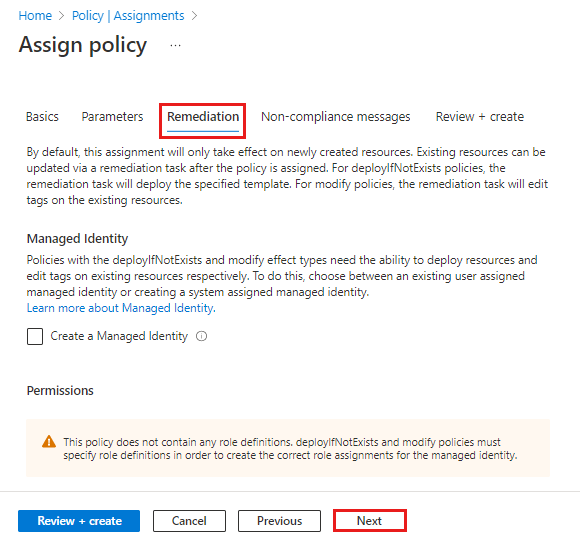 Home > Policy | Assignments >
Assign policy ...
Basics Parameters Remediation Non-compliance messages Review + create
By default, this assignment will only take effect on newly created resources. Existing resources can be
updated via a remediation task after the policy is assigned. For deployIfNotExists policies, the
remediation task will deploy the specified template. For modify policies, the remediation task will edit
tags on the existing resources.
Managed Identity
Policies with the deployIfNotExists and modify effect types need the ability to deploy resources and
edit tags on existing resources respectively. To do this, choose between an existing user assigned
managed identity or creating a system assigned managed identity.
Learn more about Managed Identity.
Create a Managed Identity
Permissions
This policy does not contain any role definitions. deployIfNotExists and modify policies must
specify role definitions in order to create the correct role assignments for the managed identity.
Review + create Cancel Previous Next